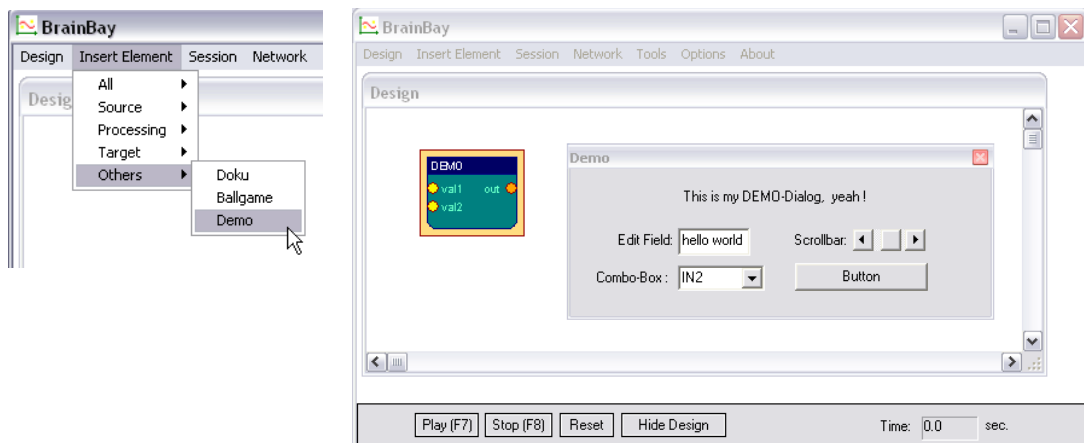 BrainBay
Design Insert Element Session Network
All
Source
Processing
Target
Others
Desig
Doku
Ballgame
Demo
BrainBay
Design Insert Element Session Network Tools Options About
Design
DEMO
val1 out
val2
Demo
This is my DEMO-Dialog, yeah !
Edit Field: hello world Scrollbar:
Combo-Box : IN2 Button
Play (F7) Stop (F8) Reset Hide Design Time: 0.0 sec.